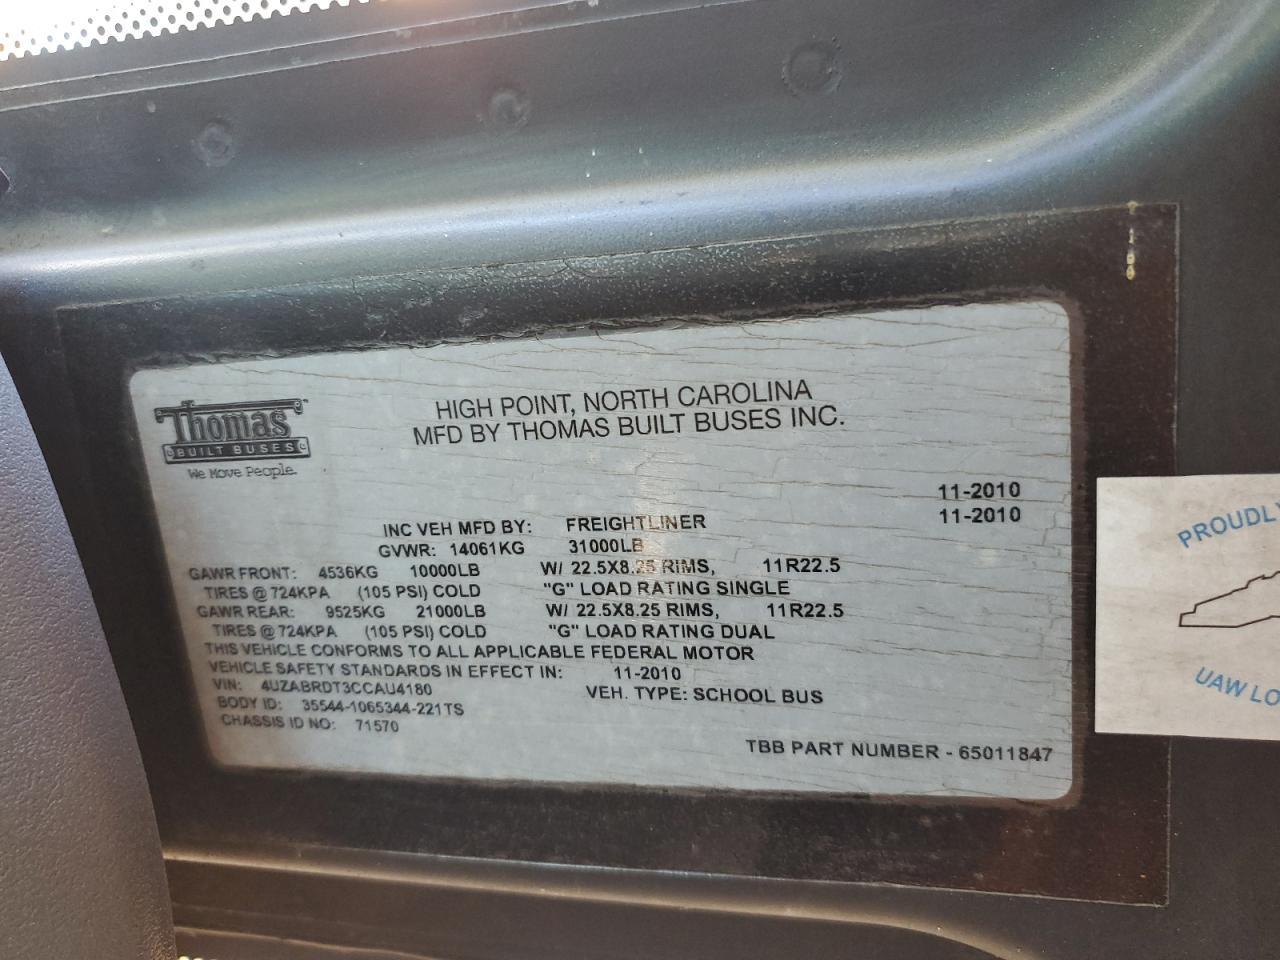 Thomas
BUILT BUSES
We Move People.
HIGH POINT, NORTH CAROLINA
MFD BY THOMAS BUILT BUSES INC.
11-2010
INC VEH MFD BY: FREIGHTLINER 11-2010
GVWR: 14061KG 31000LB
GAWR FRONT: 4536KG 10000LB W/ 22.5X8.25 RIMS, 11R22.5
TIRES @ 724KPA (105 PSI) COLD "G" LOAD RATING SINGLE
GAWR REAR: 9525KG 21000LB W/ 22.5X8.25 RIMS, 11R22.5
TIRES @ 724KPA (105 PSI) COLD "G" LOAD RATING DUAL
THIS VEHICLE CONFORMS TO ALL APPLICABLE FEDERAL MOTOR
VEHICLE SAFETY STANDARDS IN EFFECT IN: 11-2010
VIN: 4UZABRDT3CCAU4180 VEH. TYPE: SCHOOL BUS
BODY ID: 35544-1065344-221TS
CHASSIS ID NO: 71570
TBB PART NUMBER - 65011847
PROUDLY
UAW LO